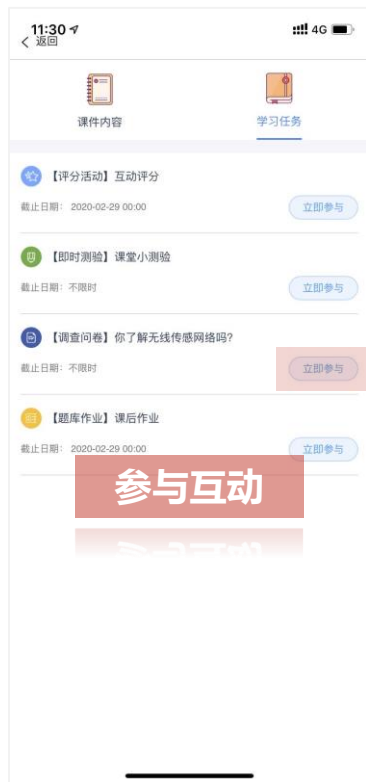 11:30
4G
返回
课件内容
学习任务
【评分活动】互动评分
截止日期： 2020-02-29 00:00
立即参与
【即时测验】课堂小测验
截止日期：不限时
立即参与
【调查问卷】你了解无线传感网络吗?
截止日期：不限时
立即参与
【题库作业】课后作业
截止日期： 2020-02-29 00:00
立即参与
参与互动